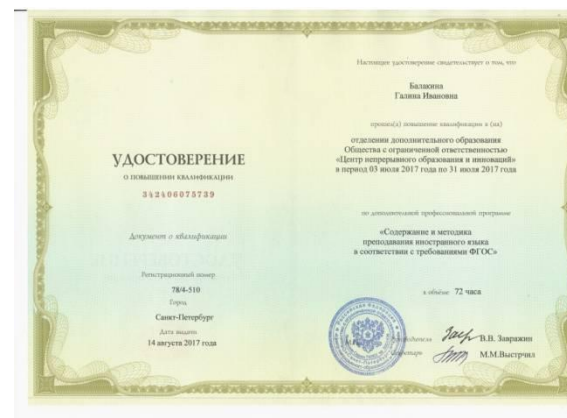 УДОСТОВЕРЕНИЕ
О ПОВЫШЕНИИ КВАЛИФИКАЦИИ
342406075739
Документ о квалификации
Регистрационный номер
78/4-510
Город
Санкт-Петербург
Дата выдачи
14 августа 2017 года
Настоящее удостоверение свидетельствует о том, что
Балакина
Галина Ивановна
прошел(а) повышение квалификации в (на)
отделении дополнительного образования
Общества с ограниченной ответственностью
«Центр непрерывного образования и инноваций»
в период 03 июля 2017 года по 31 июля 2017 года
по дополнительной профессиональной программе
«Содержание и методика
преподавания иностранного языка
в соответствии с требованиями ФГОС»
в объёме 72 часа
Руководитель В.В. Завражин
Секретарь М.М.Выстрчил